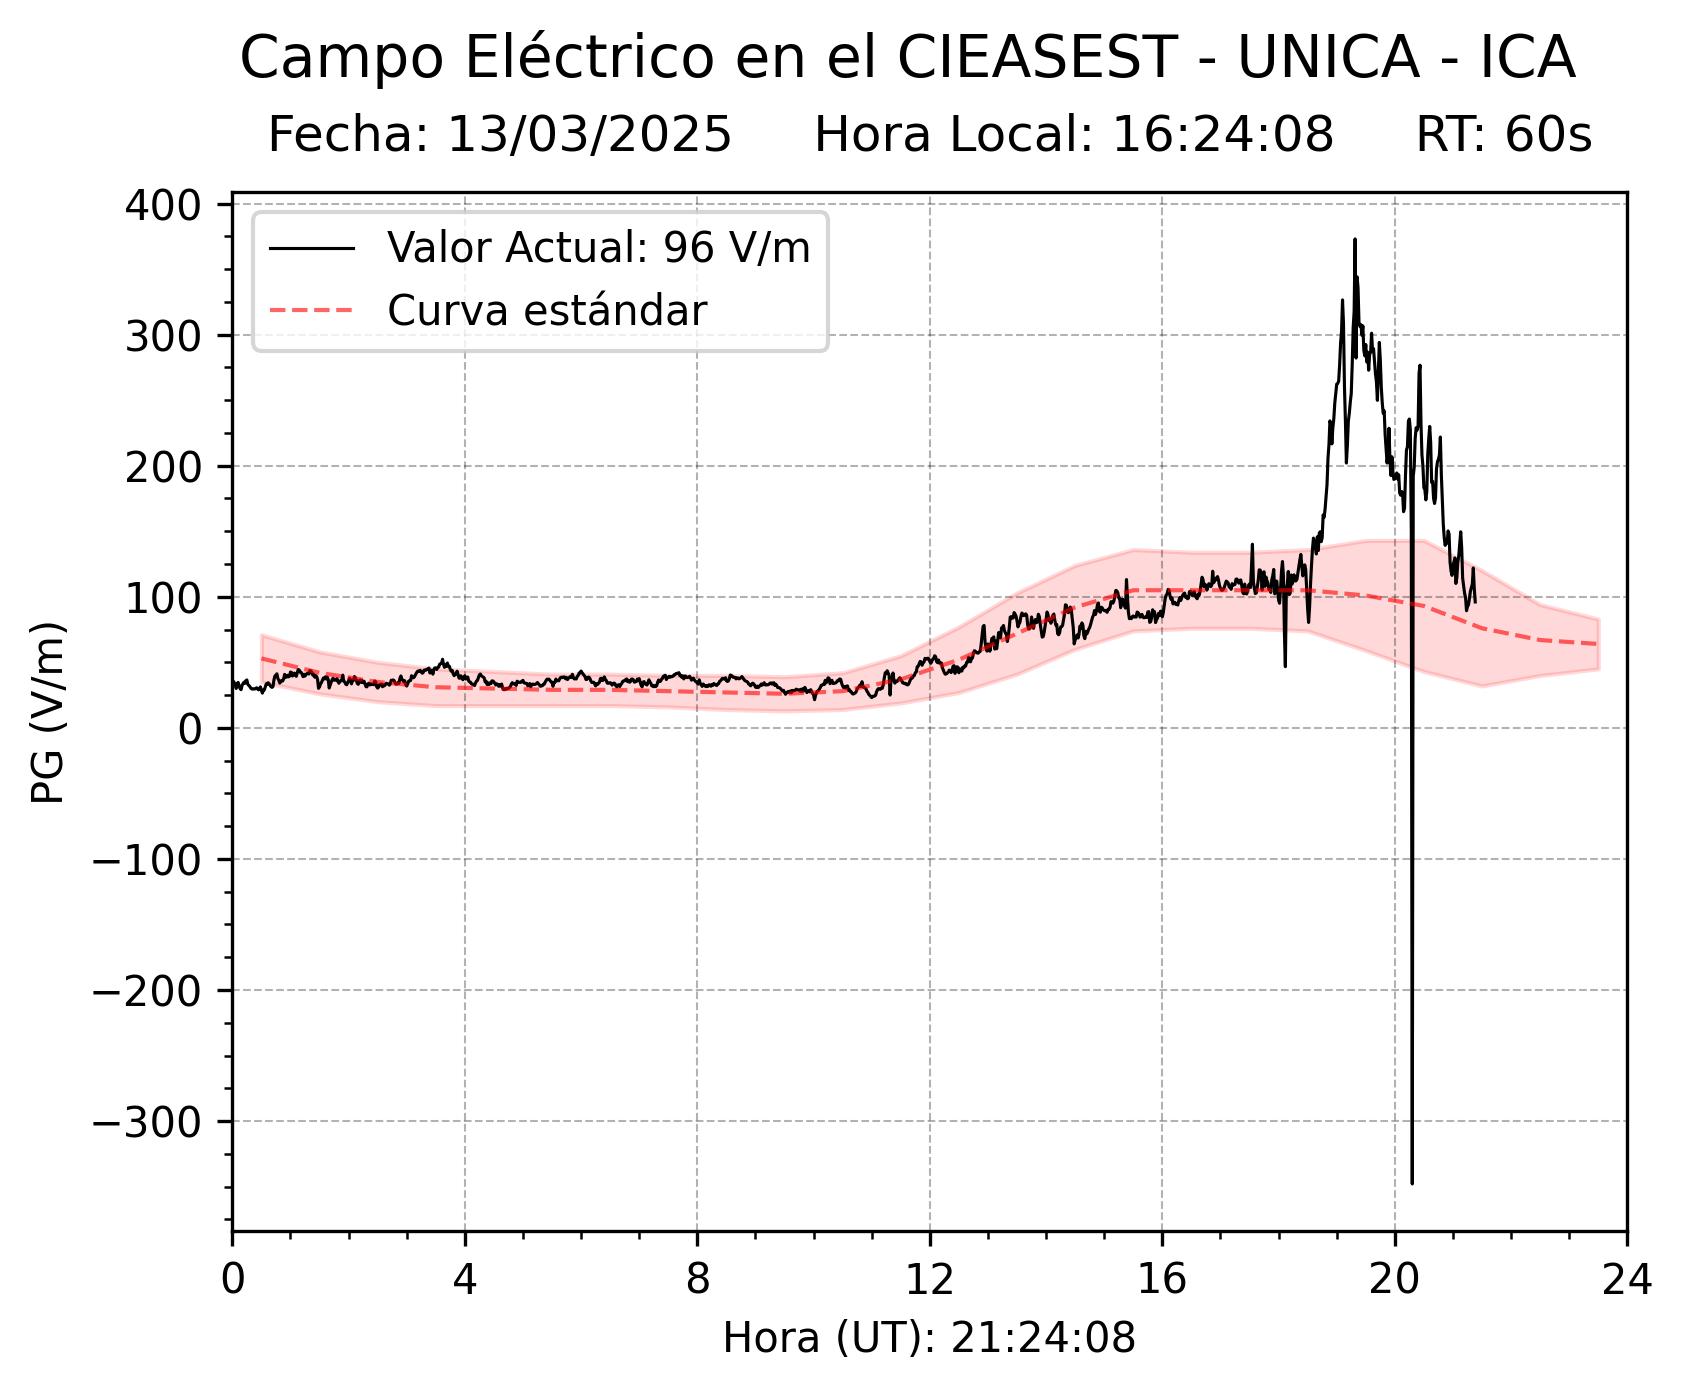 Campo Eléctrico en el CIEASEST - UNICA - ICA
Fecha: 13/03/2025 Hora Local: 16:24:08 RT: 60s
Valor Actual: 96 V/m
Curva estándar
PG (V/m)
400
300
200
100
0
−100
−200
−300
0 4 8 12 16 20 24
Hora (UT): 21:24:08